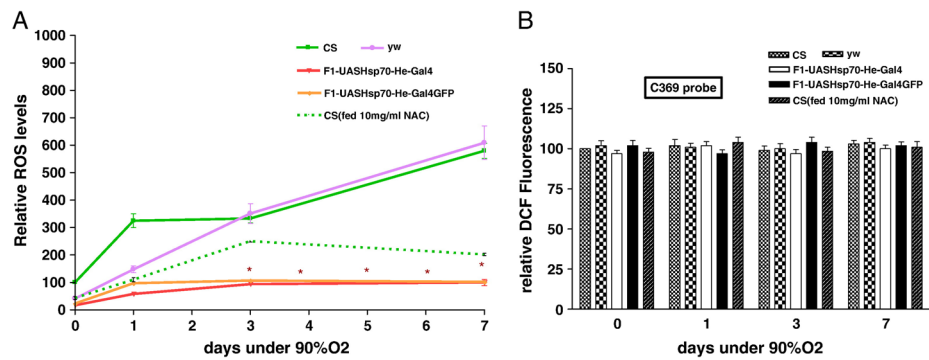 A
Relative ROS levels
1000
900
800
700
600
500
400
300
200
100
0
0 1 2 3 4 5 6 7
days under 90%O2
CS yw
F1-UASHsp70-He-Gal4
F1-UASHsp70-He-Gal4GFP
CS(fed 10mg/ml NAC)
* * * * *
B
relative DCF Fluorescence
150
125
100
75
50
25
0
0 1 3 7
days under 90%O2
C369 probe
CS yw
F1-UASHsp70-He-Gal4
F1-UASHsp70-He-Gal4GFP
CS(fed 10mg/ml NAC)